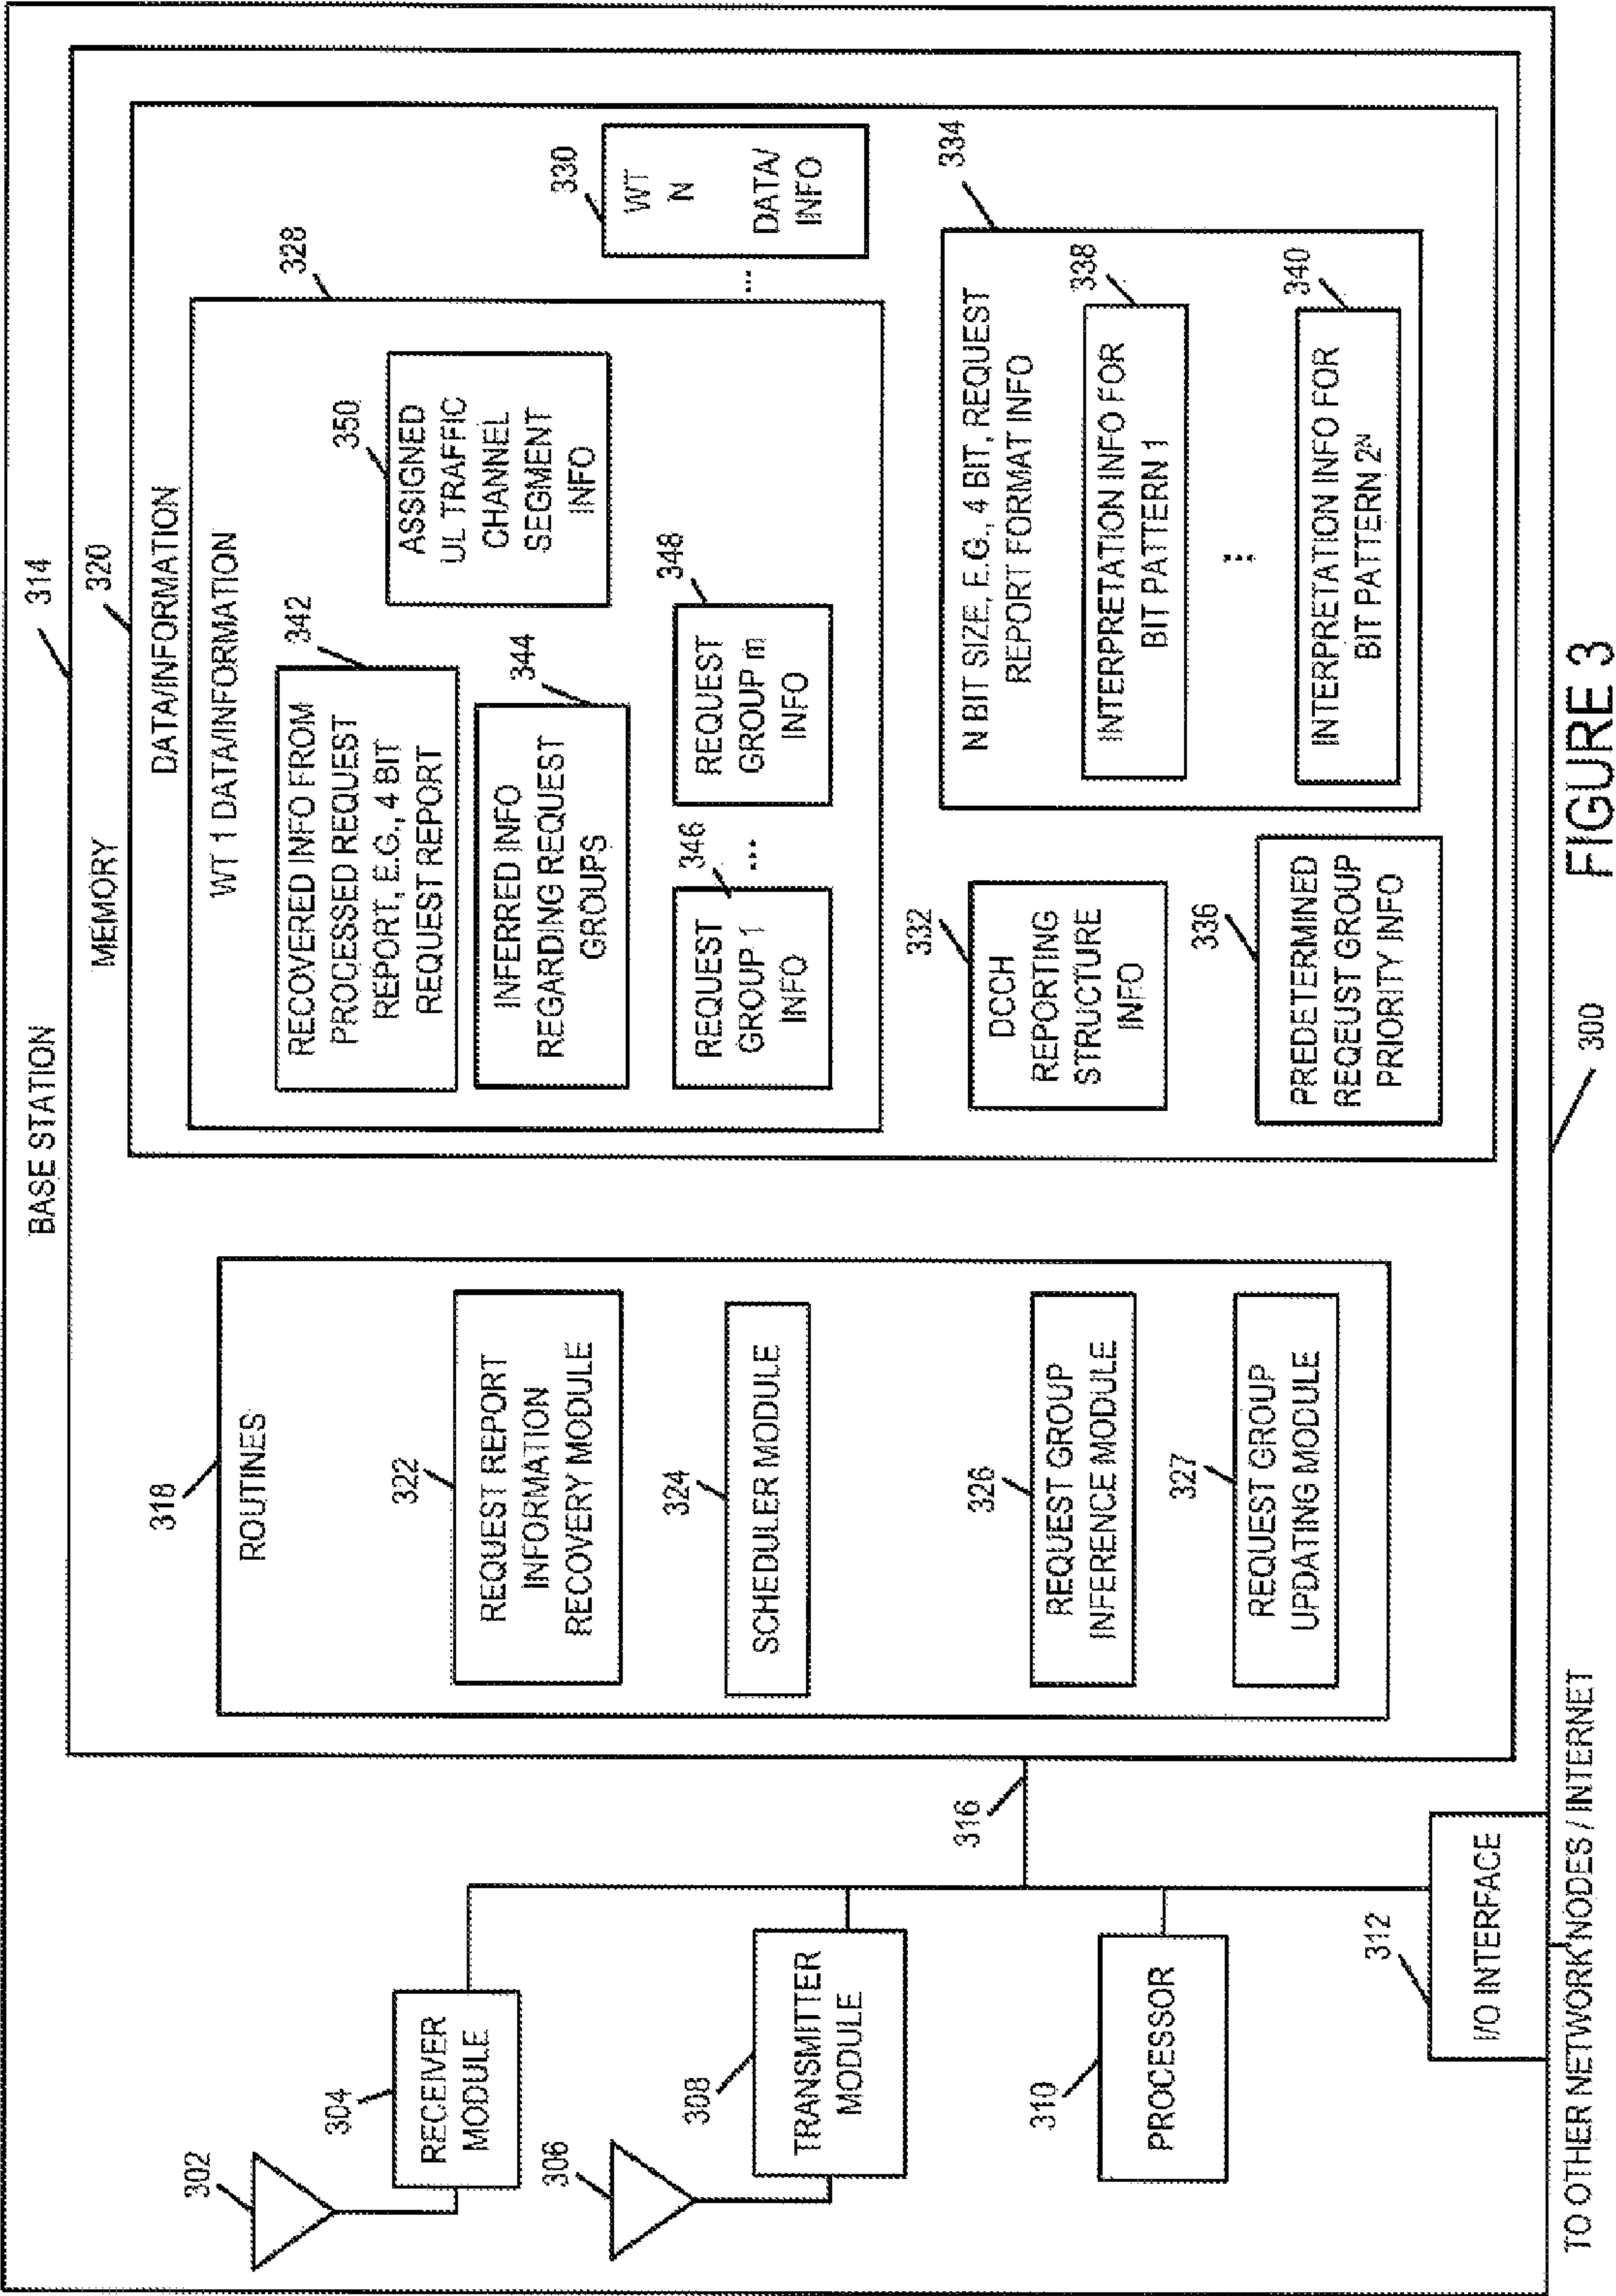 BASE STATION
314
MEMORY
320
318
ROUTINES
322
REQUEST REPORT
INFORMATION
RECOVERY MODULE
324
SCHEDULER MODULE
326
REQUEST GROUP
INFERENCE MODULE
327
REQUEST GROUP
UPDATING MODULE
DATA/INFORMATION
WT 1 DATA/INFORMATION
328
342
RECOVERED INFO FROM
PROCESSED REQUEST
REPORT, E.G., 4 BIT
REQUEST REPORT
344
INFERRED INFO
REGARDING REQUEST
GROUPS
346
REQUEST
GROUP 1
INFO
...
348
REQUEST
GROUP m
INFO
350
ASSIGNED
UL TRAFFIC
CHANNEL
SEGMENT
INFO
...
330
WT
N
DATA/
INFO
332
DCCH
REPORTING
STRUCTURE
INFO
336
PREDETERMINED
REQEUST GROUP
PRIORITY INFO
334
N BIT SIZE, E.G., 4 BIT, REQUEST
REPORT FORMAT INFO
338
INTERPRETATION INFO FOR
BIT PATTERN 1
...
340
INTERPRETATION INFO FOR
BIT PATTERN 2ᴺ
302
304
RECEIVER
MODULE
306
308
TRANSMITTER
MODULE
310
PROCESSOR
312
I/O INTERFACE
316
TO OTHER NETWORK NODES / INTERNET
300
FIGURE 3